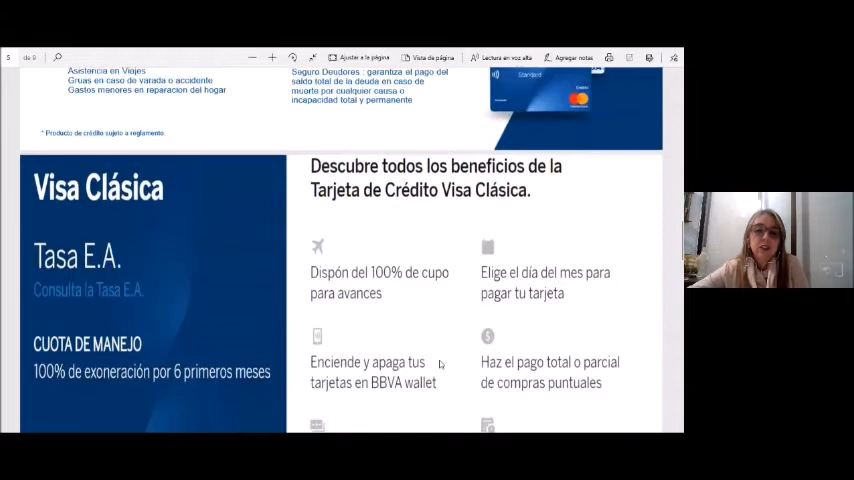 5 de 9
Ajustar a la página
Vista de página
Lectura en voz alta
Agregar notas
Asistencia en Viajes
Gruas en caso de varada o accidente
Gastos menores en reparacion del hogar
Seguro Deudores : garantiza el pago del
saldo total de la deuda en caso de
muerte por cualquier causa o
incapacidad total y permanente
Standard
* Producto de crédito sujeto a reglamento.
Visa Clásica
Tasa E.A.
Consulta la Tasa E.A.
CUOTA DE MANEJO
100% de exoneración por 6 primeros meses
Descubre todos los beneficios de la
Tarjeta de Crédito Visa Clásica.
Dispón del 100% de cupo
para avances
Elige el día del mes para
pagar tu tarjeta
Enciende y apaga tus
tarjetas en BBVA wallet
Haz el pago total o parcial
de compras puntuales